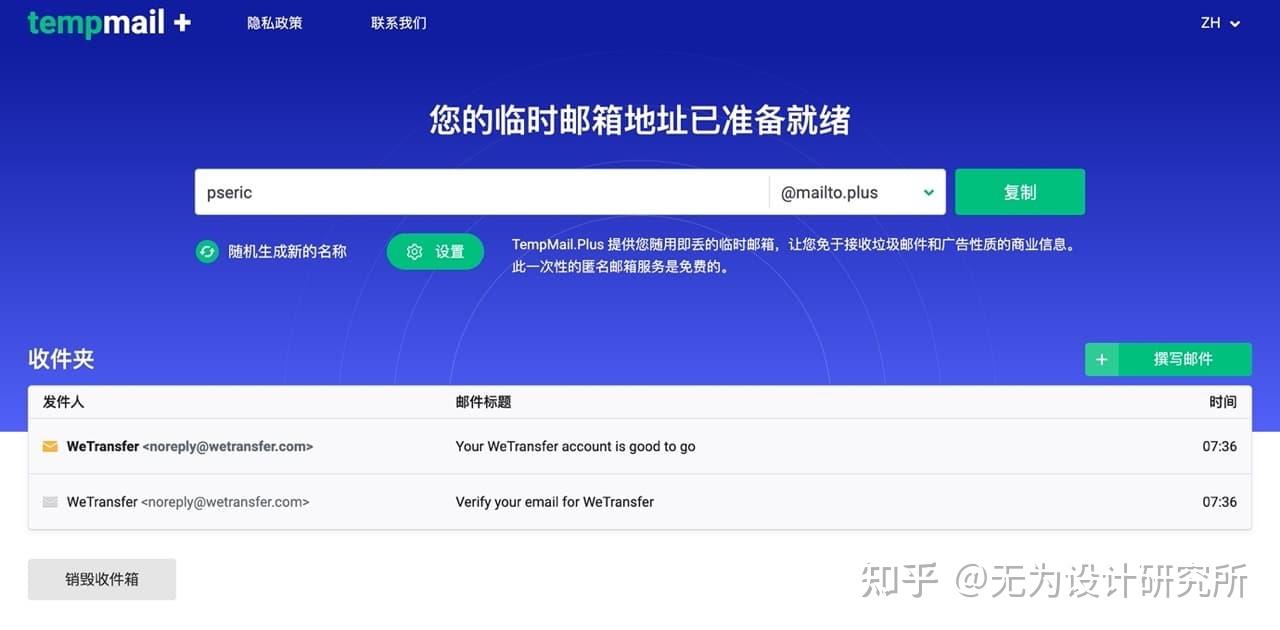 tempmail + 隐私政策 联系我们 ZH
您的临时邮箱地址已准备就绪
pseric @mailto.plus 复制
随机生成新的名称 设置
TempMail.Plus 提供您随用即丢的临时邮箱，让您免于接收垃圾邮件和广告性质的商业信息。
此一次性的匿名邮箱服务是免费的。
收件夹 + 撰写邮件
发件人 邮件标题 时间
WeTransfer <noreply@wetransfer.com> Your WeTransfer account is good to go 07:36
WeTransfer <noreply@wetransfer.com> Verify your email for WeTransfer 07:36
销毁收件箱
知乎 @无为设计研究所